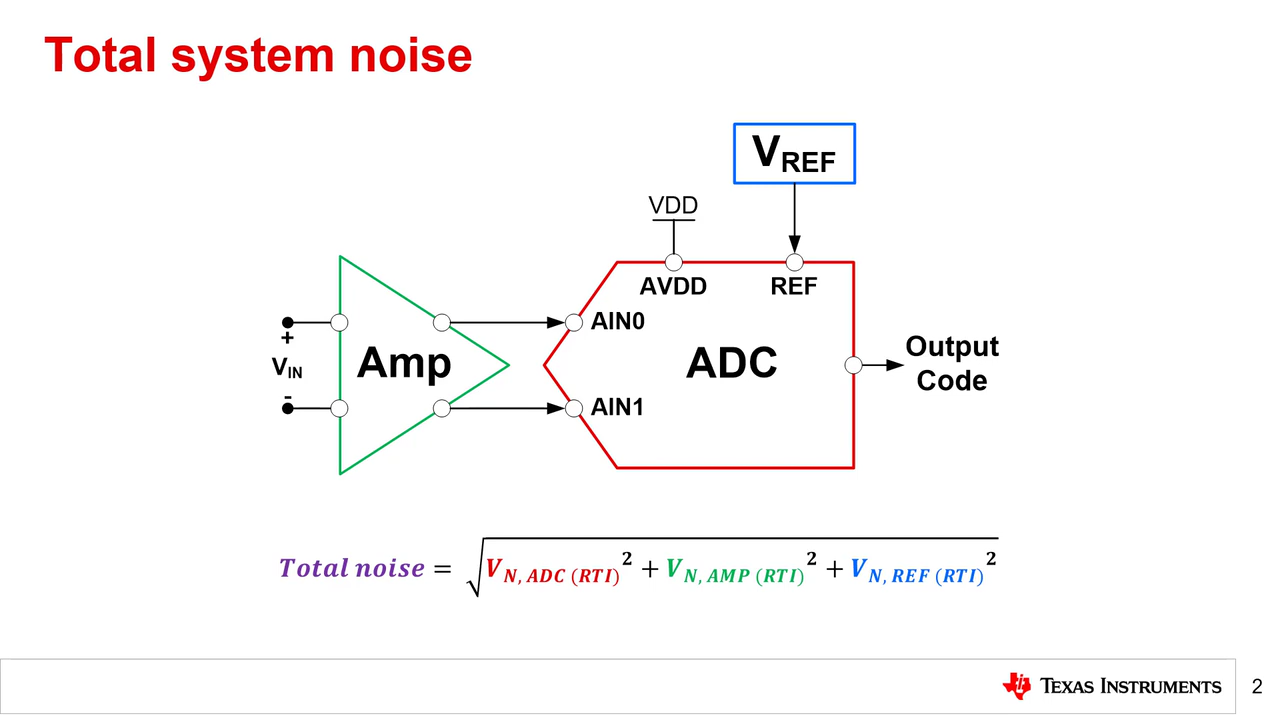 Total system noise
VREF
VDD
AVDD
REF
+
VIN
-
Amp
AIN0
AIN1
ADC
Output
Code
Total noise = √(VN, ADC (RTI)² + VN, AMP (RTI)² + VN, REF (RTI)²)
TEXAS INSTRUMENTS
2